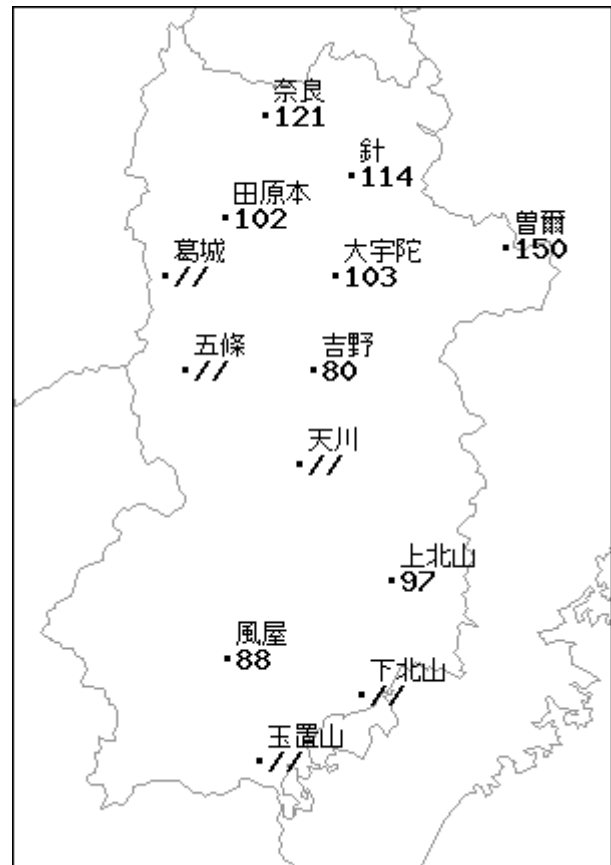 奈良
121
針
114
田原本
102
曽爾
150
葛城
//
大宇陀
103
五條
//
吉野
80
天川
//
上北山
97
風屋
88
下北山
//
玉置山
//